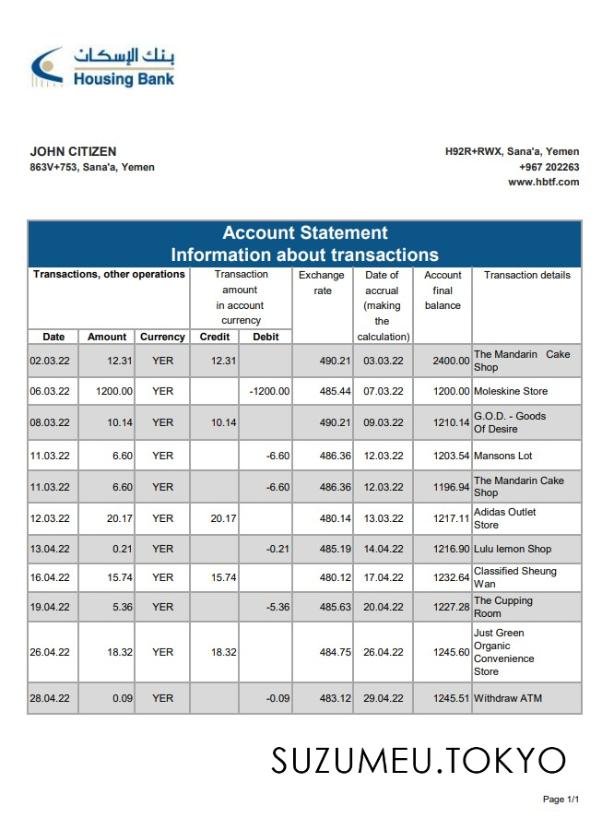 بنك الإسكان
Housing Bank
JOHN CITIZEN
863V+753, Sana'a, Yemen
H92R+RWX, Sana'a, Yemen
+967 202263
www.hbtf.com
Account Statement
Information about transactions
Transactions, other operations Transaction amount in account currency Exchange rate Date of accrual (making the calculation) Account final balance Transaction details
Date Amount Currency Credit Debit
02.03.22 12.31 YER 12.31 490.21 03.03.22 2400.00 The Mandarin Cake Shop
06.03.22 1200.00 YER -1200.00 485.44 07.03.22 1200.00 Moleskine Store
08.03.22 10.14 YER 10.14 490.21 09.03.22 1210.14 G.O.D. - Goods Of Desire
11.03.22 6.60 YER -6.60 486.36 12.03.22 1203.54 Mansons Lot
11.03.22 6.60 YER -6.60 486.36 12.03.22 1196.94 The Mandarin Cake Shop
12.03.22 20.17 YER 20.17 480.14 13.03.22 1217.11 Adidas Outlet Store
13.04.22 0.21 YER -0.21 485.19 14.04.22 1216.90 Lulu lemon Shop
16.04.22 15.74 YER 15.74 480.12 17.04.22 1232.64 Classified Sheung Wan
19.04.22 5.36 YER -5.36 485.63 20.04.22 1227.28 The Cupping Room
26.04.22 18.32 YER 18.32 484.75 26.04.22 1245.60 Just Green Organic Convenience Store
28.04.22 0.09 YER -0.09 483.12 29.04.22 1245.51 Withdraw ATM
SUZUMEU.TOKYO
Page 1/1